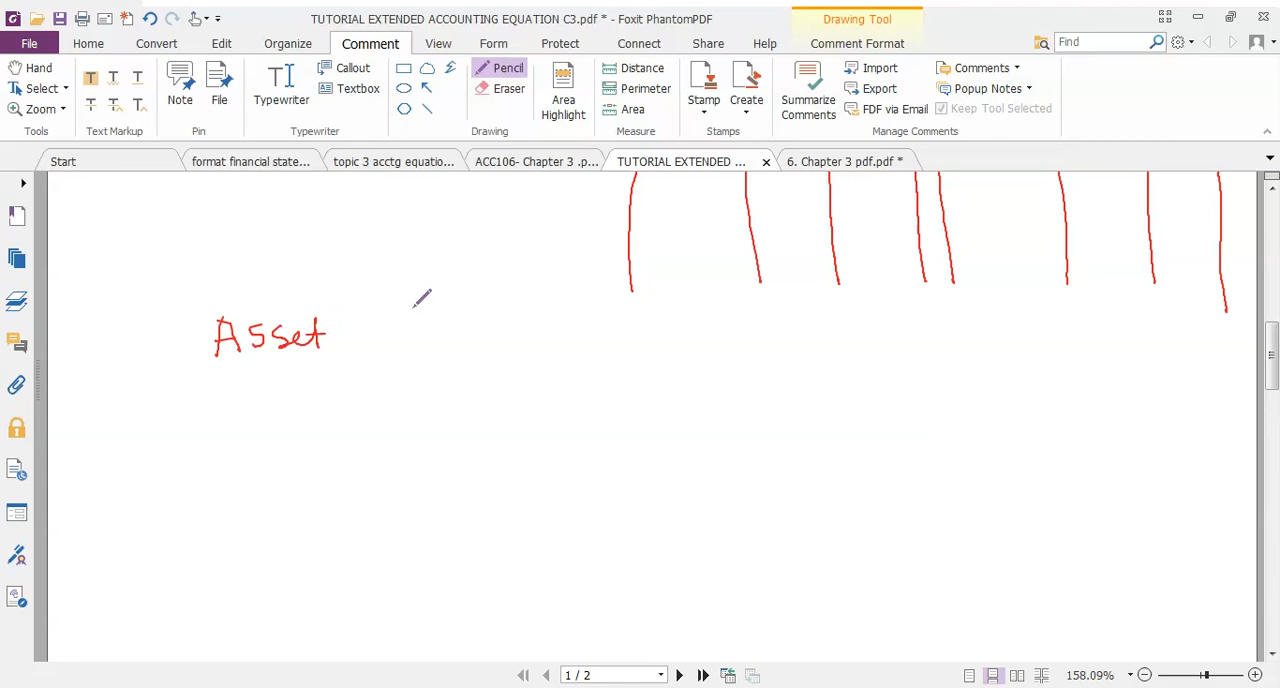 TUTORIAL EXTENDED ACCOUNTING EQUATION C3.pdf * - Foxit PhantomPDF
Drawing Tool
File Home Convert Edit Organize Comment View Form Protect Connect Share Help Comment Format Find
Hand
Select
Zoom
Tools
Text Markup
Note
File
Pin
Typewriter
Callout
Textbox
Typewriter
Pencil
Eraser
Drawing
Area
Highlight
Distance
Perimeter
Area
Measure
Stamp
Create
Stamps
Summarize
Comments
Import
Export
FDF via Email
Comments
Popup Notes
Keep Tool Selected
Manage Comments
Start format financial state... topic 3 acctg equatio... ACC106- Chapter 3 .p... TUTORIAL EXTENDED ... 6. Chapter 3 pdf.pdf *
Asset
1 / 2
158.09%